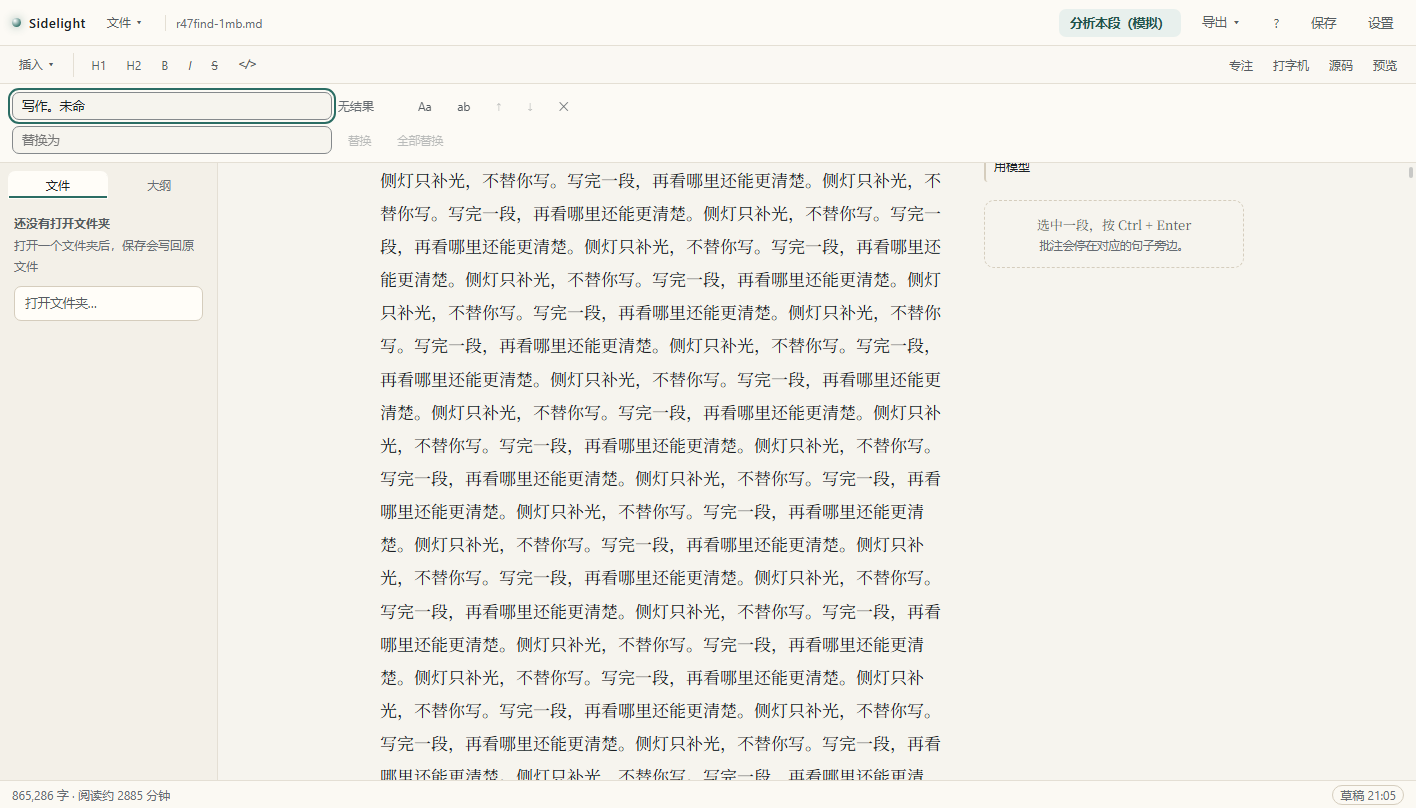 Sidelight 文件 r47find-1mb.md 分析本段（模拟） 导出 ? 保存 设置
插入 H1 H2 B I S </> 专注 打字机 源码 预览
写作。未命 无结果 Aa ab ↑ ↓ ×
替换为 替换 全部替换
文件 大纲
还没有打开文件夹
打开一个文件夹后，保存会写回原
文件
打开文件夹...
侧灯只补光，不替你写。写完一段，再看哪里还能更清楚。侧灯只补光，不
替你写。写完一段，再看哪里还能更清楚。侧灯只补光，不替你写。写完一
段，再看哪里还能更清楚。侧灯只补光，不替你写。写完一段，再看哪里还
能更清楚。侧灯只补光，不替你写。写完一段，再看哪里还能更清楚。侧灯
只补光，不替你写。写完一段，再看哪里还能更清楚。侧灯只补光，不替你
写。写完一段，再看哪里还能更清楚。侧灯只补光，不替你写。写完一段，
再看哪里还能更清楚。侧灯只补光，不替你写。写完一段，再看哪里还能更
清楚。侧灯只补光，不替你写。写完一段，再看哪里还能更清楚。侧灯只补
光，不替你写。写完一段，再看哪里还能更清楚。侧灯只补光，不替你写。
写完一段，再看哪里还能更清楚。侧灯只补光，不替你写。写完一段，再看
哪里还能更清楚。侧灯只补光，不替你写。写完一段，再看哪里还能更清
楚。侧灯只补光，不替你写。写完一段，再看哪里还能更清楚。侧灯只补
光，不替你写。写完一段，再看哪里还能更清楚。侧灯只补光，不替你写。
写完一段，再看哪里还能更清楚。侧灯只补光，不替你写。写完一段，再看
哪里还能更清楚。侧灯只补光，不替你写。写完一段，再看哪里还能更清
楚。侧灯只补光，不替你写。写完一段，再看哪里还能更清楚。侧灯只补
光，不替你写。写完一段，再看哪里还能更清楚。侧灯只补光，不替你写。
写完一段，再看哪里还能更清楚。侧灯只补光，不替你写。写完一段，再看
哪里还能更清楚。侧灯只补光，不替你写。写完一段，再看哪里还能更清
用模型
选中一段，按 Ctrl + Enter
批注会停在对应的句子旁边。
865,286 字 · 阅读约 2885 分钟 草稿 21:05